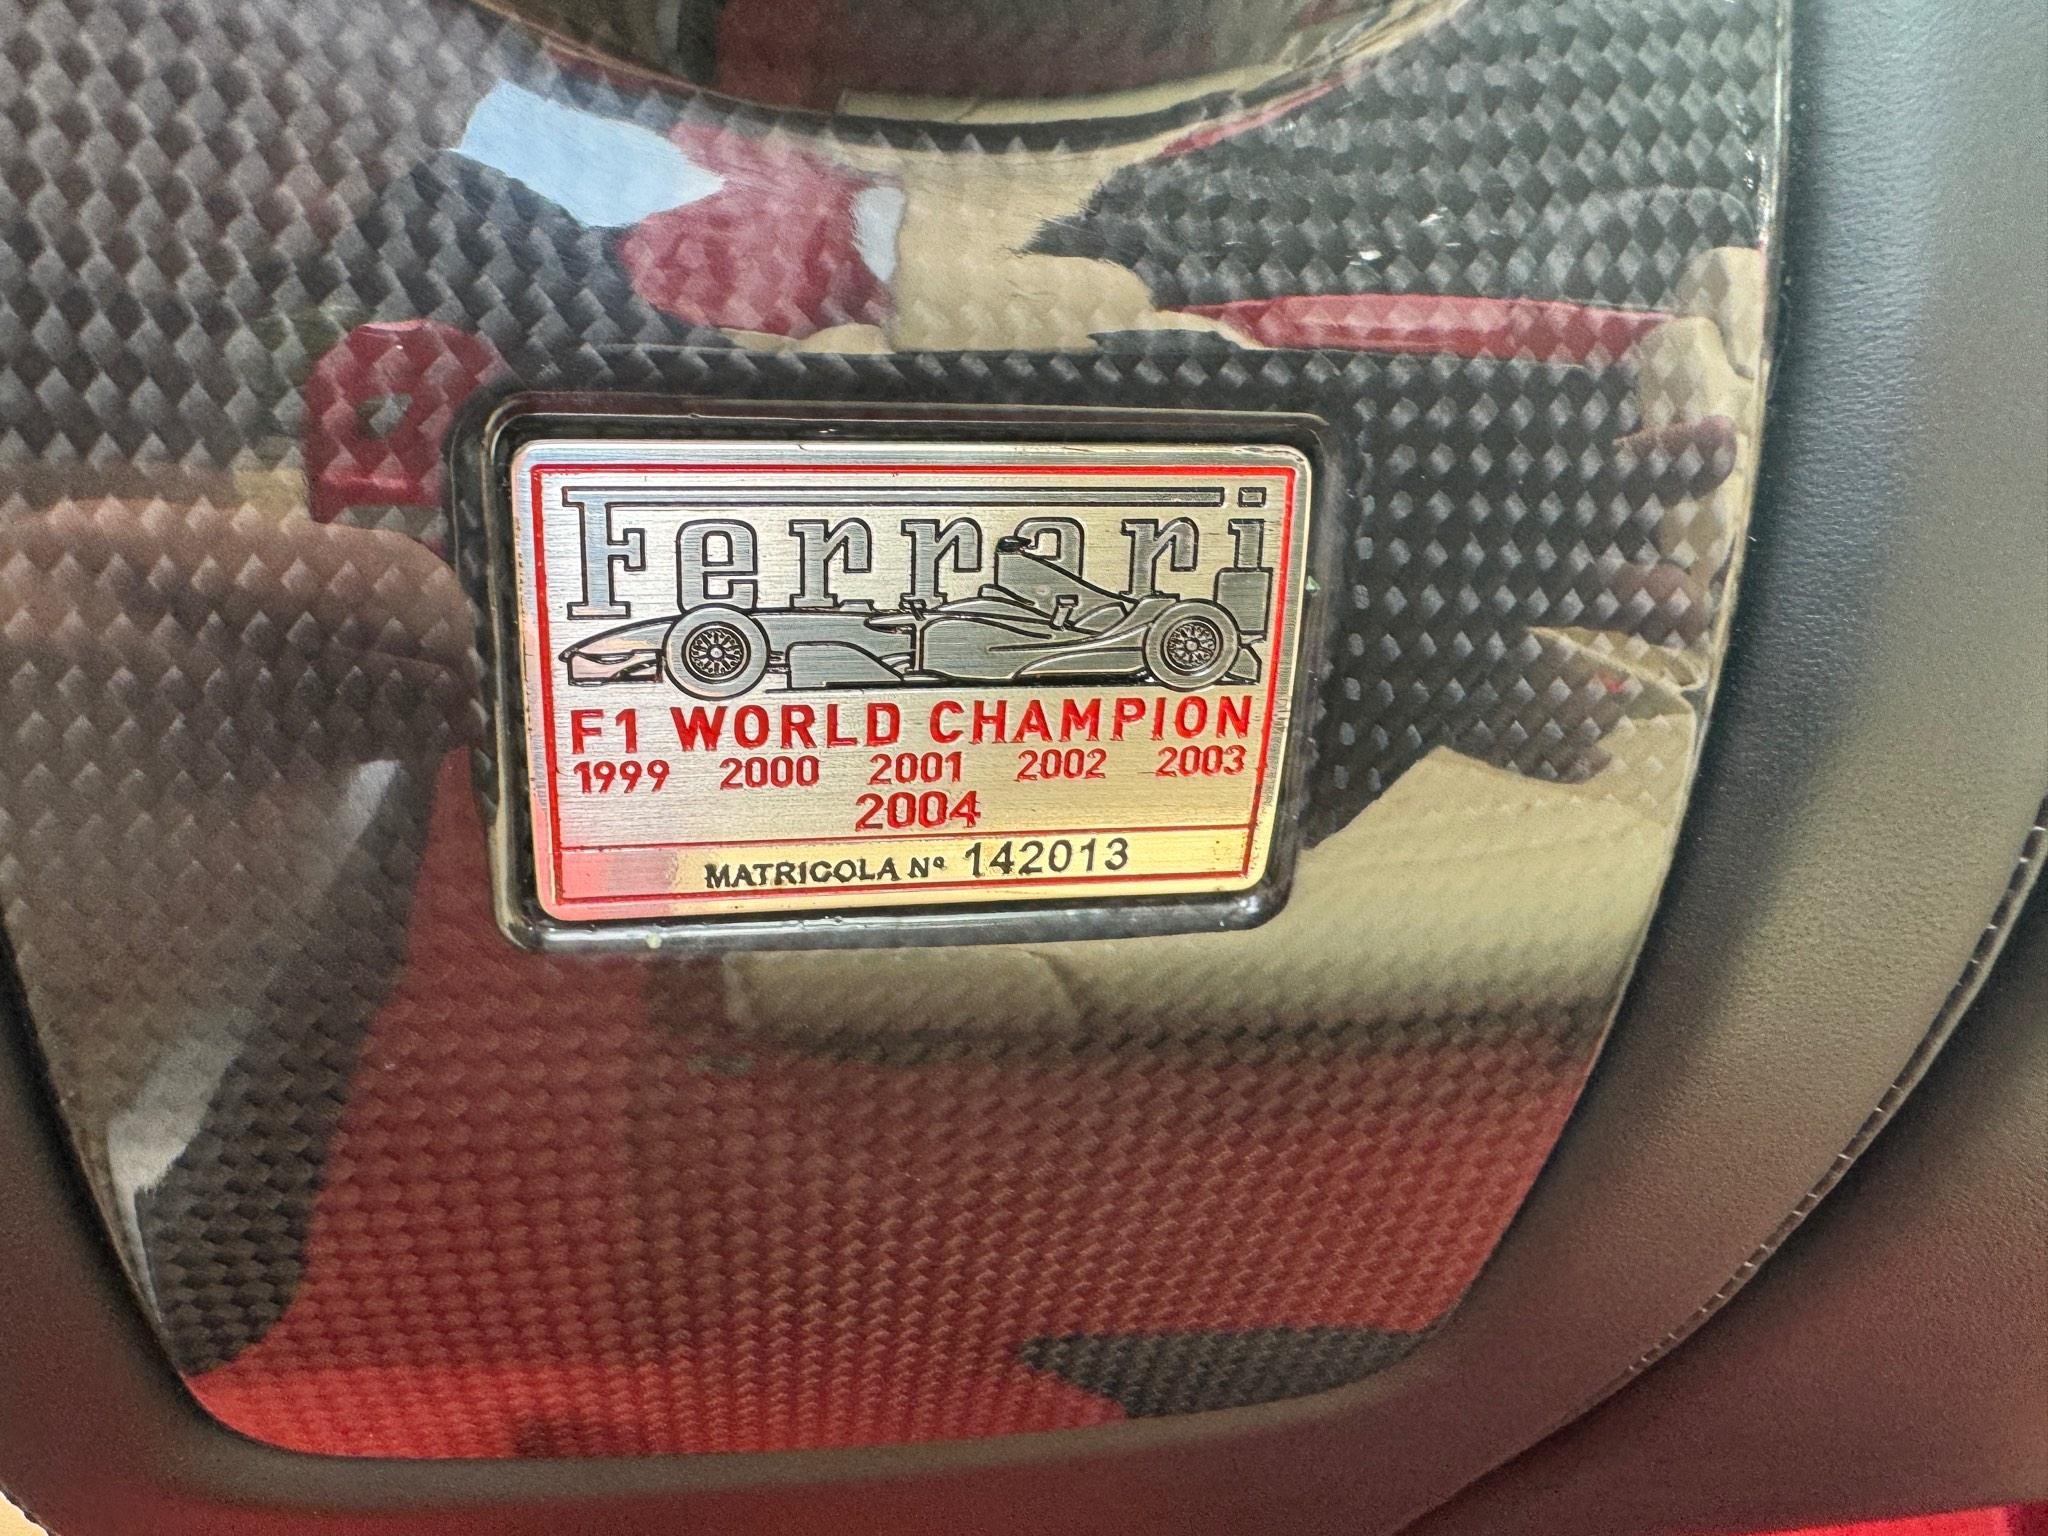 Ferrari
F1 WORLD CHAMPION
1999 2000 2001 2002 2003
2004
MATRICOLA Nº 142013